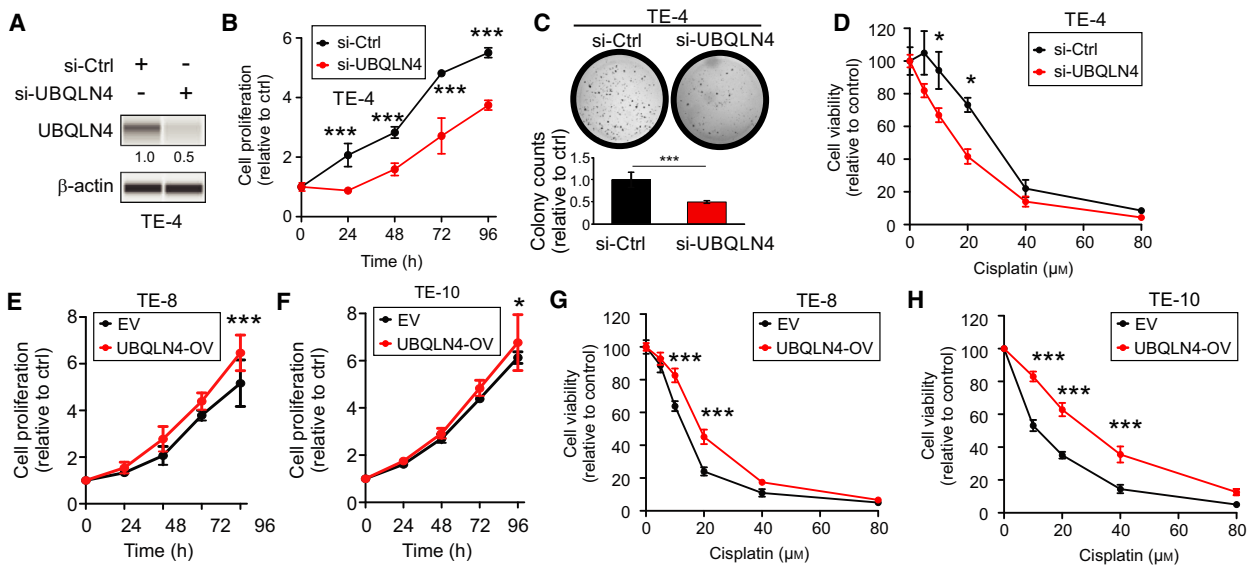 A
si-Ctrl + -
si-UBQLN4 - +
UBQLN4
1.0 0.5
β-actin
TE-4
B
si-Ctrl
si-UBQLN4
TE-4
***
***
***
***
Cell proliferation
(relative to ctrl)
6
4
2
0
0 24 48 72 96
Time (h)
C
TE-4
si-Ctrl si-UBQLN4
***
Colony counts
(relative to ctrl)
1.5
1.0
0.5
0
si-Ctrl si-UBQLN4
D
TE-4
si-Ctrl
si-UBQLN4
*
*
Cell viability
(relative to control)
120
100
80
60
40
20
0
0 20 40 60 80
Cisplatin (µM)
E
TE-8
EV
UBQLN4-OV
***
Cell proliferation
(relative to ctrl)
8
6
4
2
0
0 24 48 72 96
Time (h)
F
TE-10
EV
UBQLN4-OV
*
Cell proliferation
(relative to ctrl)
8
6
4
2
0
0 24 48 72 96
Time (h)
G
TE-8
EV
UBQLN4-OV
***
***
Cell viability
(relative to control)
120
100
80
60
40
20
0
0 20 40 60 80
Cisplatin (µM)
H
TE-10
EV
UBQLN4-OV
***
***
***
Cell viability
(relative to control)
120
100
80
60
40
20
0
0 20 40 60 80
Cisplatin (µM)